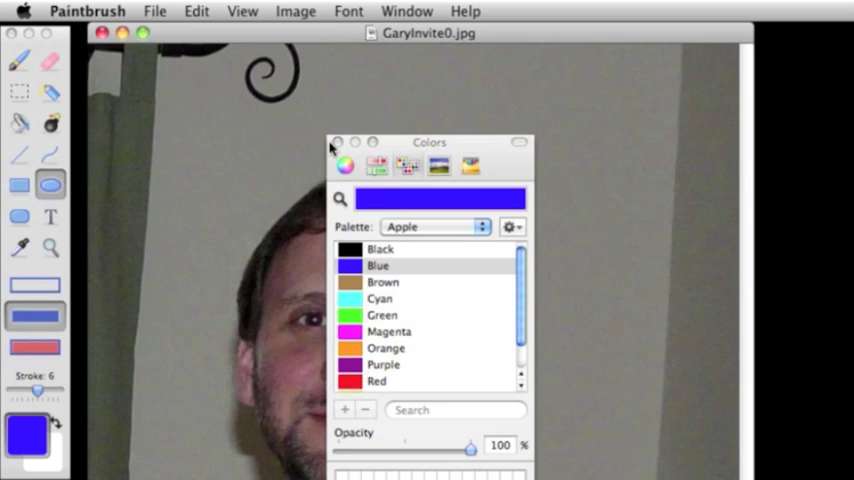 Paintbrush File Edit View Image Font Window Help
GaryInvite0.jpg
Colors
Palette: Apple
Black
Blue
Brown
Cyan
Green
Magenta
Orange
Purple
Red
T
Stroke: 6
Search
Opacity
100 %